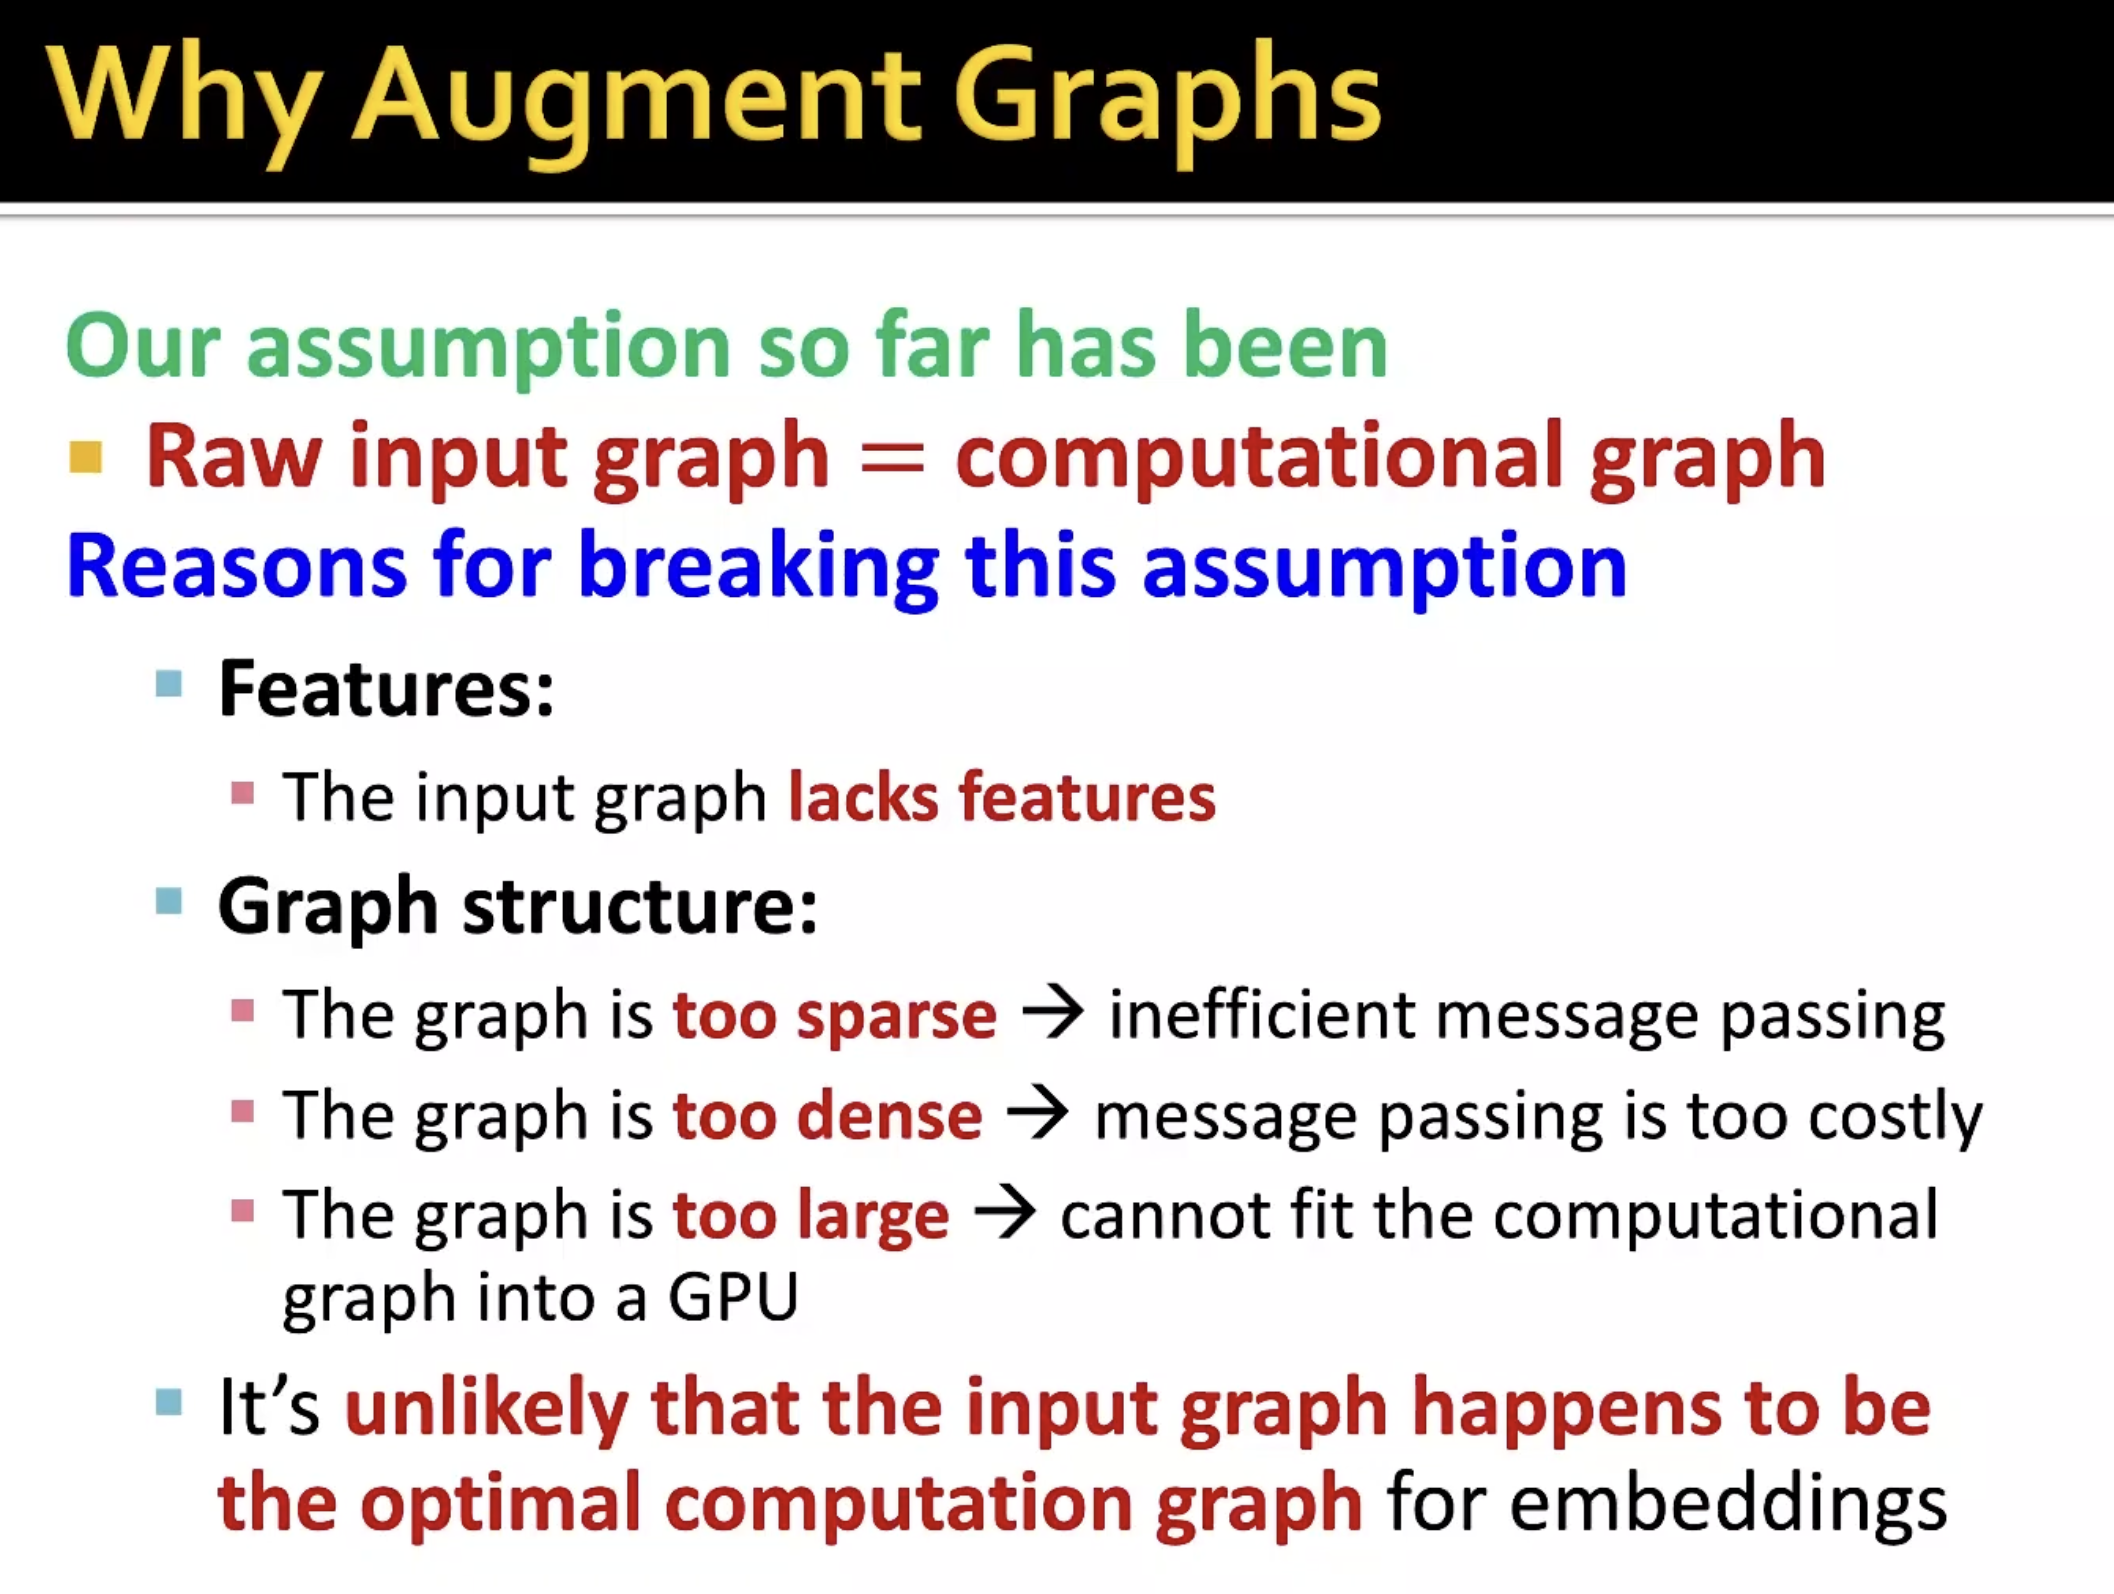 Why Augment Graphs
Our assumption so far has been
▪ Raw input graph = computational graph
Reasons for breaking this assumption
▪ Features:
▪ The input graph lacks features
▪ Graph structure:
▪ The graph is too sparse → inefficient message passing
▪ The graph is too dense → message passing is too costly
▪ The graph is too large → cannot fit the computational
graph into a GPU
▪ It’s unlikely that the input graph happens to be
the optimal computation graph for embeddings